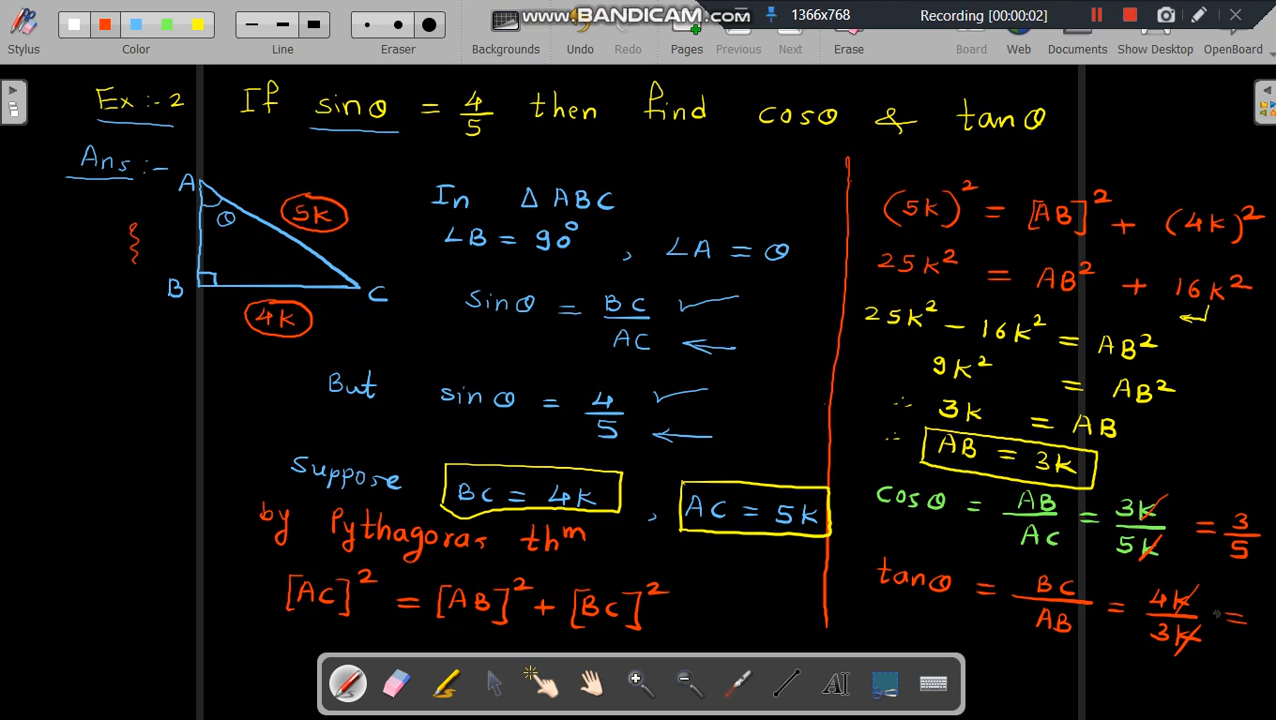 www.BANDICAM.com
1366x768
Recording [00:00:02]
Stylus
Color
Line
Eraser
Backgrounds
Undo
Redo
Pages
Previous
Next
Erase
Board
Web
Documents
Show Desktop
OpenBoard
Ex :- 2 If sinθ = 4/5 then find cosθ & tanθ
Ans :-
A
θ
5K
B
C
4K
In Δ ABC
∠B = 90° , ∠A = θ
sinθ = BC/AC
But sinθ = 4/5
Suppose BC = 4K , AC = 5K
by Pythagoras thm
[AC]² = [AB]² + [BC]²
(5K)² = [AB]² + (4K)²
25K² = AB² + 16K²
25K² - 16K² = AB²
9K² = AB²
∴ 3K = AB
∴ AB = 3K
cosθ = AB/AC = 3K/5K = 3/5
tanθ = BC/AB = 4K/3K =
AI